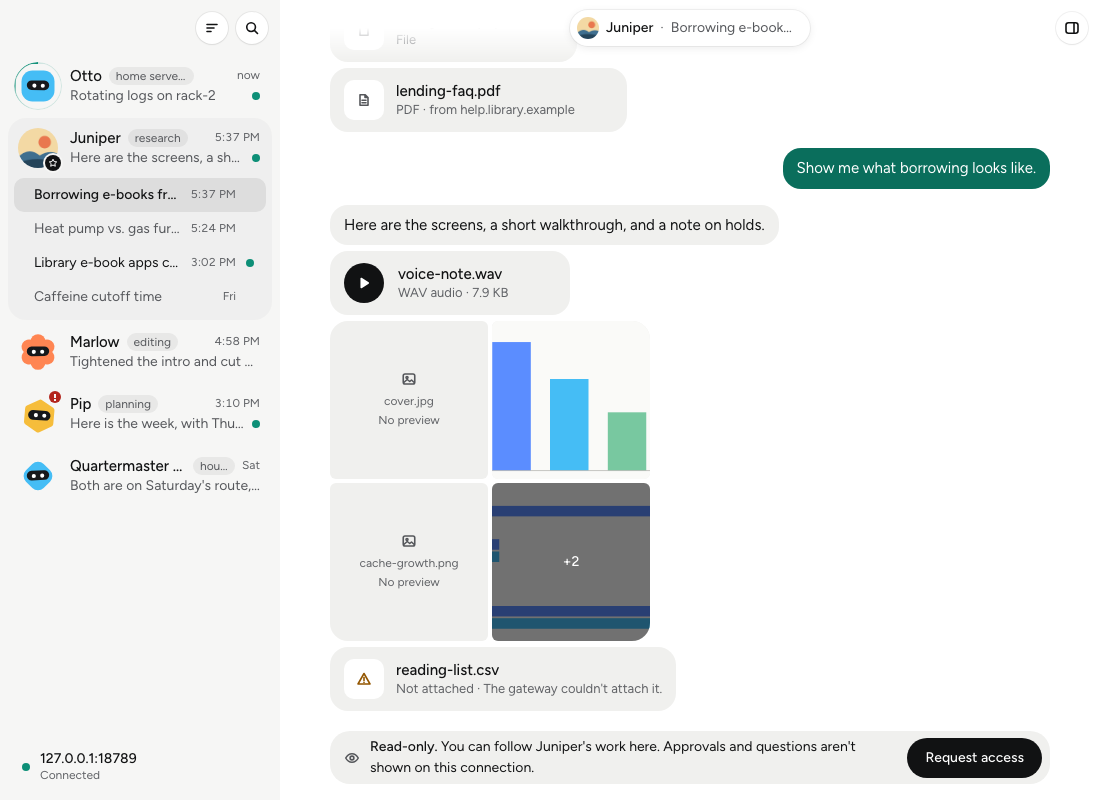 Otto
home serve...
now
Rotating logs on rack-2
Juniper
research
5:37 PM
Here are the screens, a sh...
Borrowing e-books fr...
5:37 PM
Heat pump vs. gas fur...
5:24 PM
Library e-book apps c...
3:02 PM
Caffeine cutoff time
Fri
Marlow
editing
4:58 PM
Tightened the intro and cut ...
Pip
planning
3:10 PM
Here is the week, with Thu...
Quartermaster ...
hou...
Sat
Both are on Saturday's route,...
127.0.0.1:18789
Connected
Juniper · Borrowing e-book...
File
lending-faq.pdf
PDF · from help.library.example
Show me what borrowing looks like.
Here are the screens, a short walkthrough, and a note on holds.
voice-note.wav
WAV audio · 7.9 KB
cover.jpg
No preview
cache-growth.png
No preview
+2
reading-list.csv
Not attached · The gateway couldn't attach it.
Read-only. You can follow Juniper's work here. Approvals and questions aren't
shown on this connection.
Request access